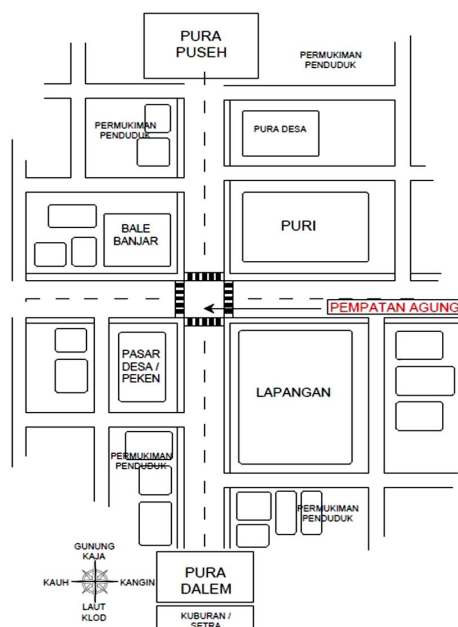 PURA
PUSEH
PERMUKIMAN
PENDUDUK
PERMUKIMAN
PENDUDUK
PURA DESA
BALE
BANJAR
PURI
PEMPATAN AGUNG
PASAR
DESA /
PEKEN
LAPANGAN
PERMUKIMAN
PENDUDUK
PERMUKIMAN
PENDUDUK
GUNUNG
KAJA
KAUH
KANGIN
LAUT
KLOD
PURA
DALEM
KUBURAN /
SETRA